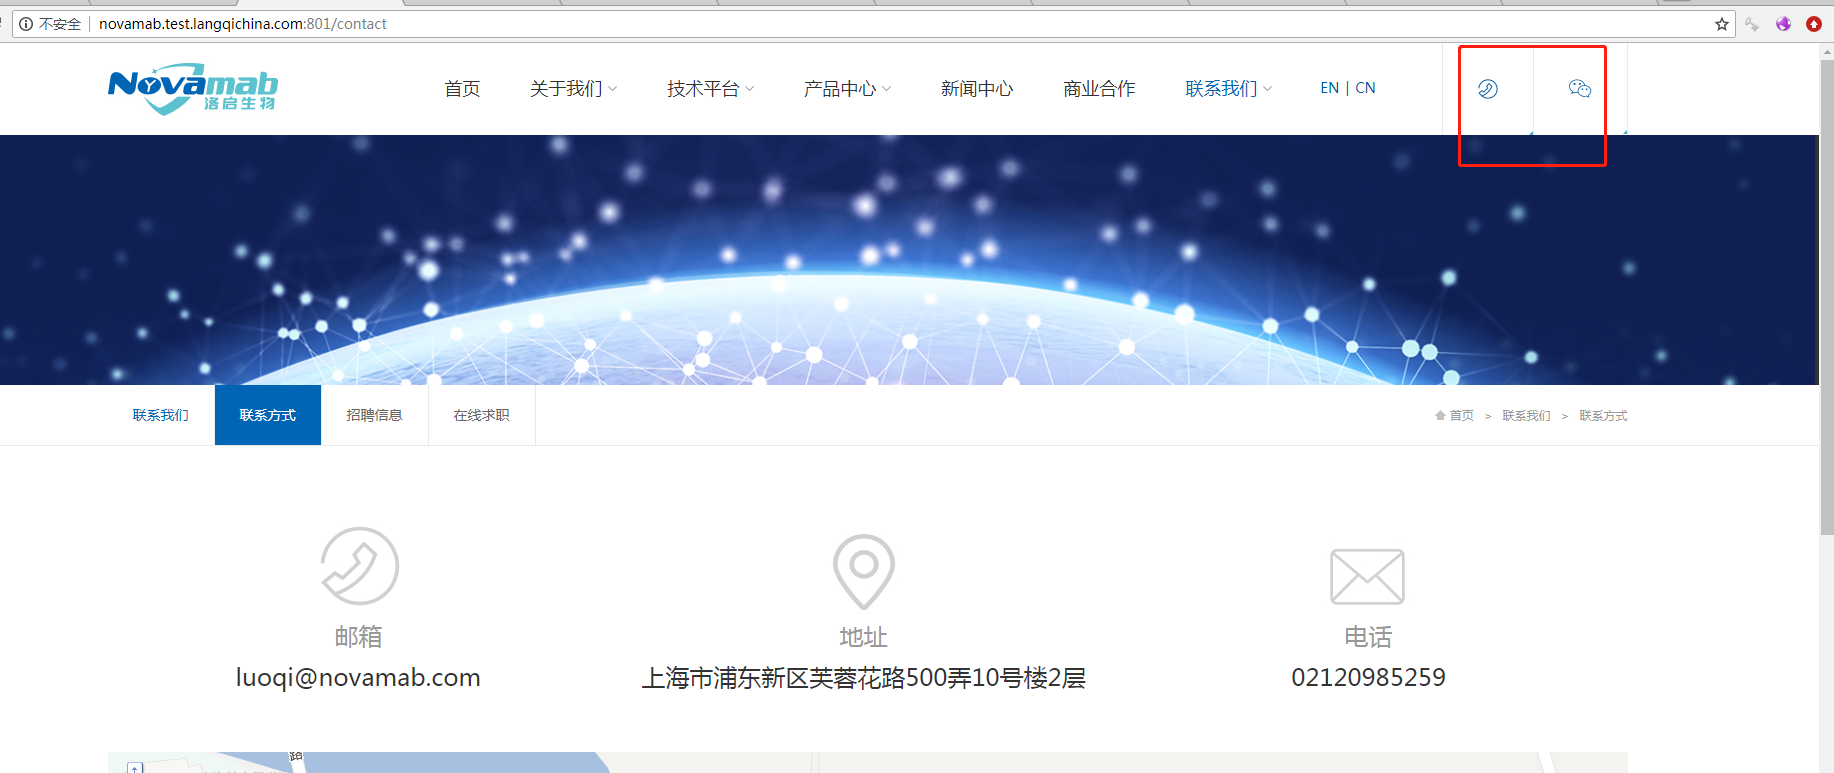 不安全 novamab.test.langqichina.com:801/contact
Novamab
洛启生物
首页 关于我们 技术平台 产品中心 新闻中心 商业合作 联系我们 EN | CN
联系我们 联系方式 招聘信息 在线求职 首页 > 联系我们 > 联系方式
邮箱 地址 电话
luoqi@novamab.com 上海市浦东新区芙蓉花路500弄10号楼2层 02120985259
路